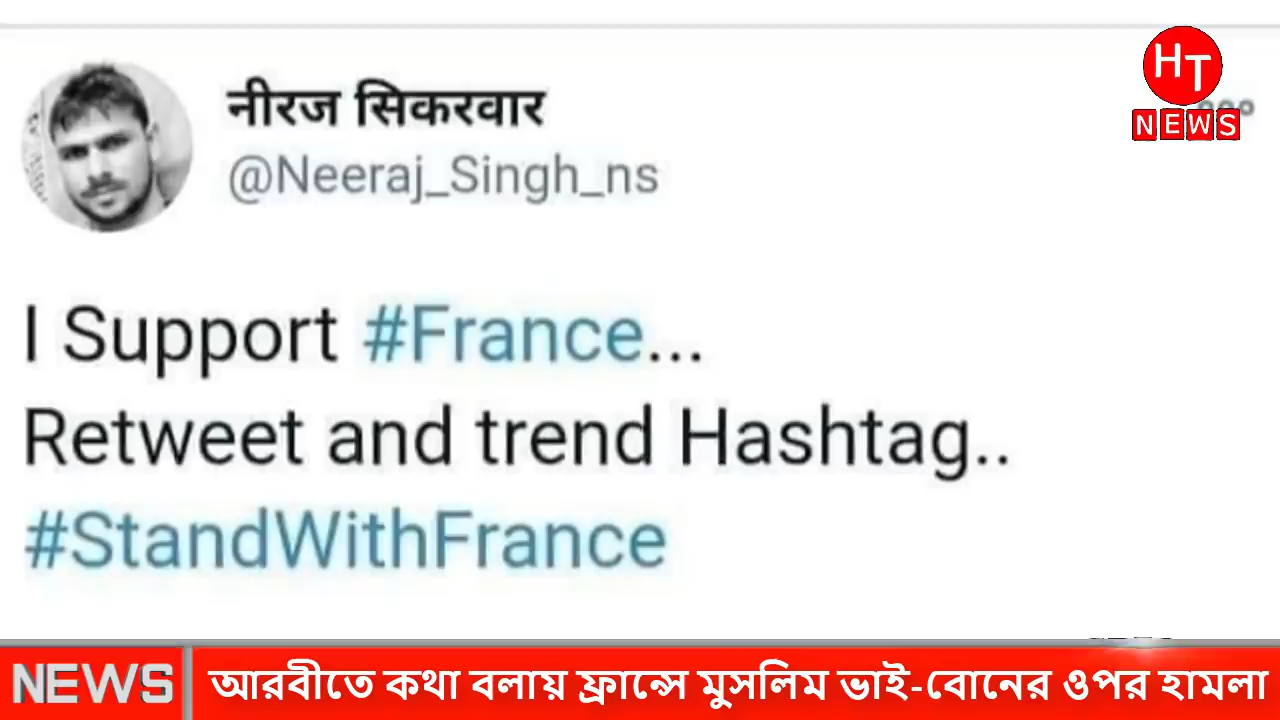 नीरज सिकरवार
@Neeraj_Singh_ns
HT
NEWS
I Support #France...
Retweet and trend Hashtag..
#StandWithFrance
NEWS
আরবীতে কথা বলায় ফ্রান্সে মুসলিম ভাই-বোনের ওপর হামলা